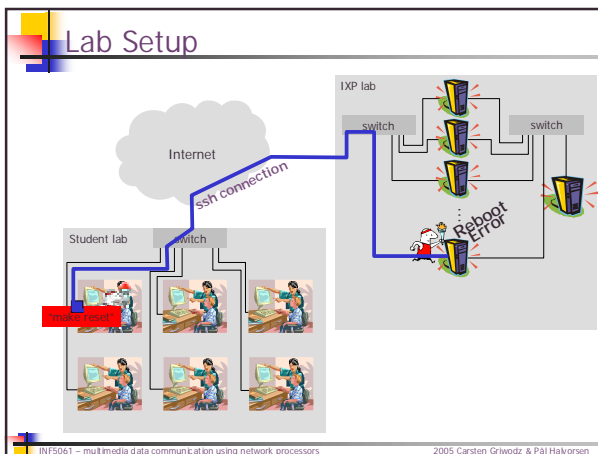 Lab Setup
IXP lab
switch
switch
Internet
ssh connection
Reboot
Error
Student lab
switch
"make reset"
INF5061 – multimedia data communication using network processors
2005 Carsten Griwodz & Pål Halvorsen